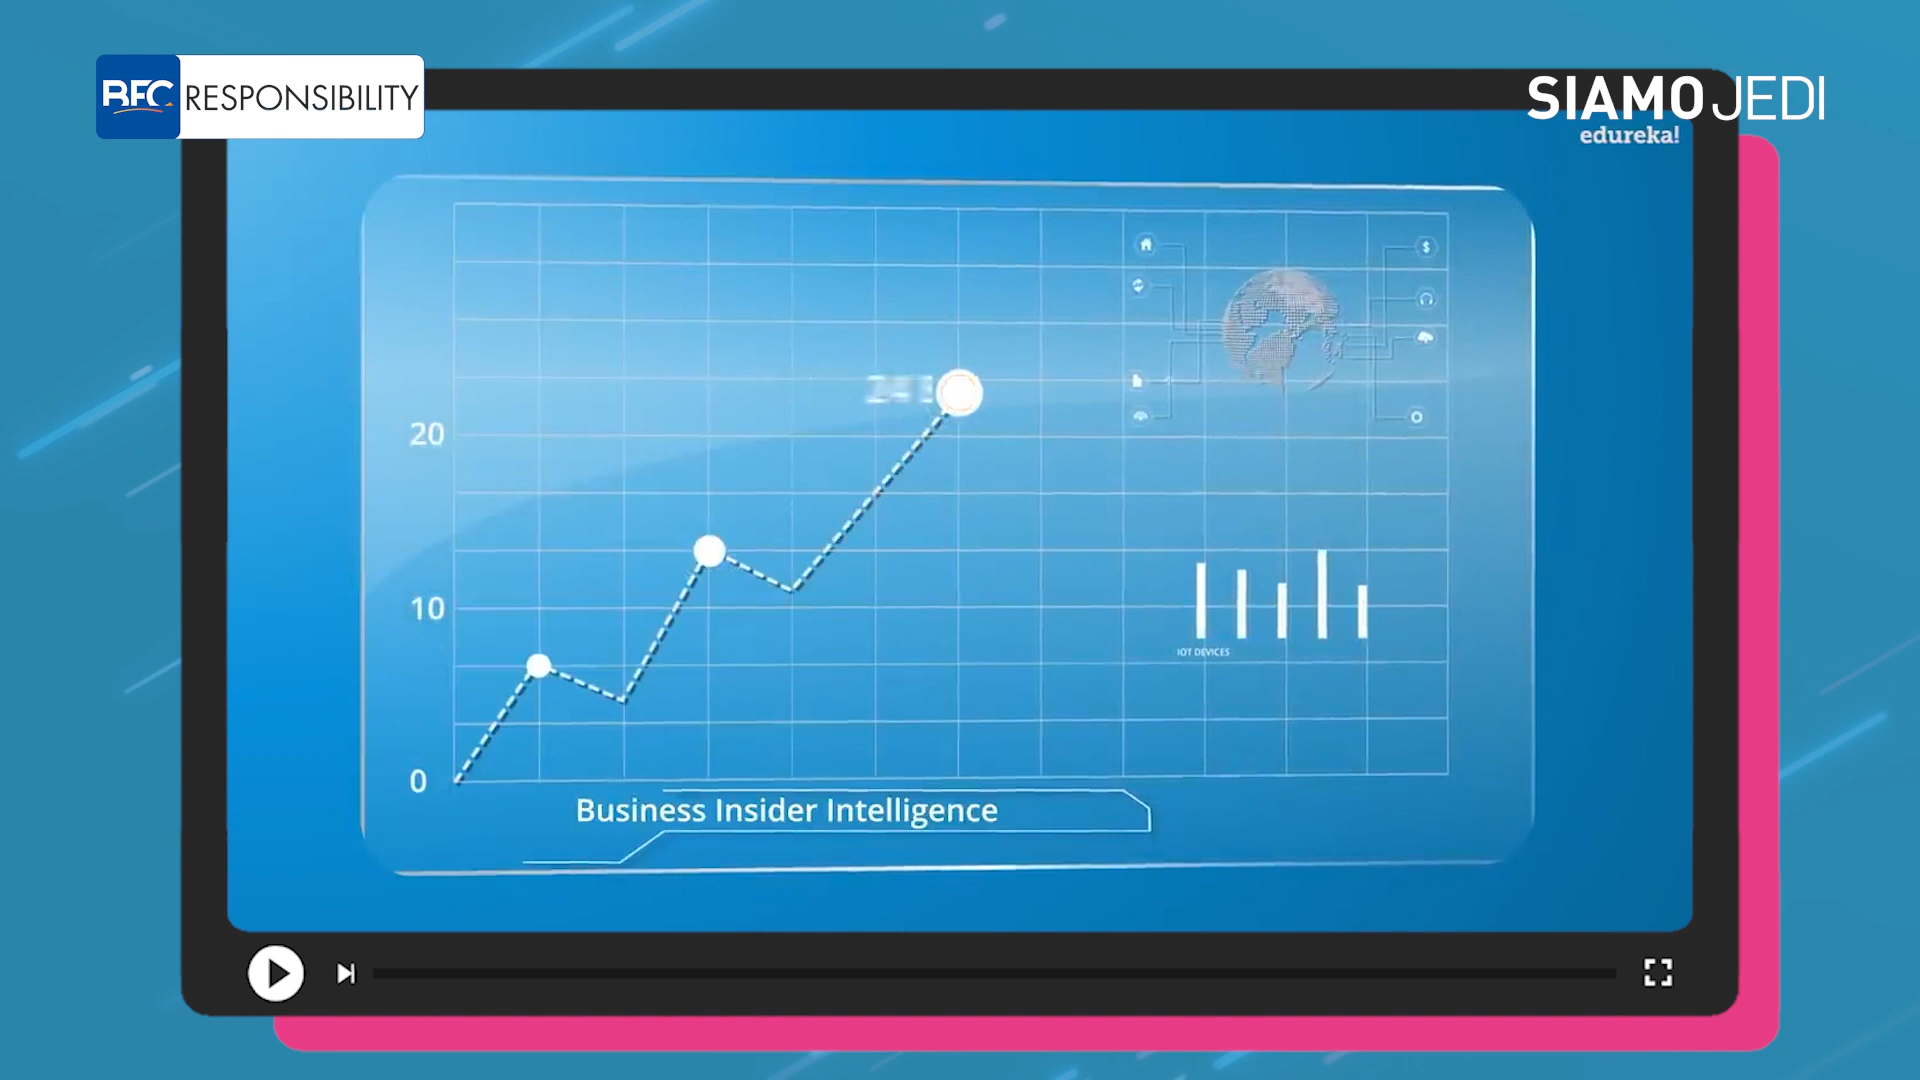 BFC RESPONSIBILITY
SIAMO JEDI
edureka!
20
10
0
IOT DEVICES
Business Insider Intelligence